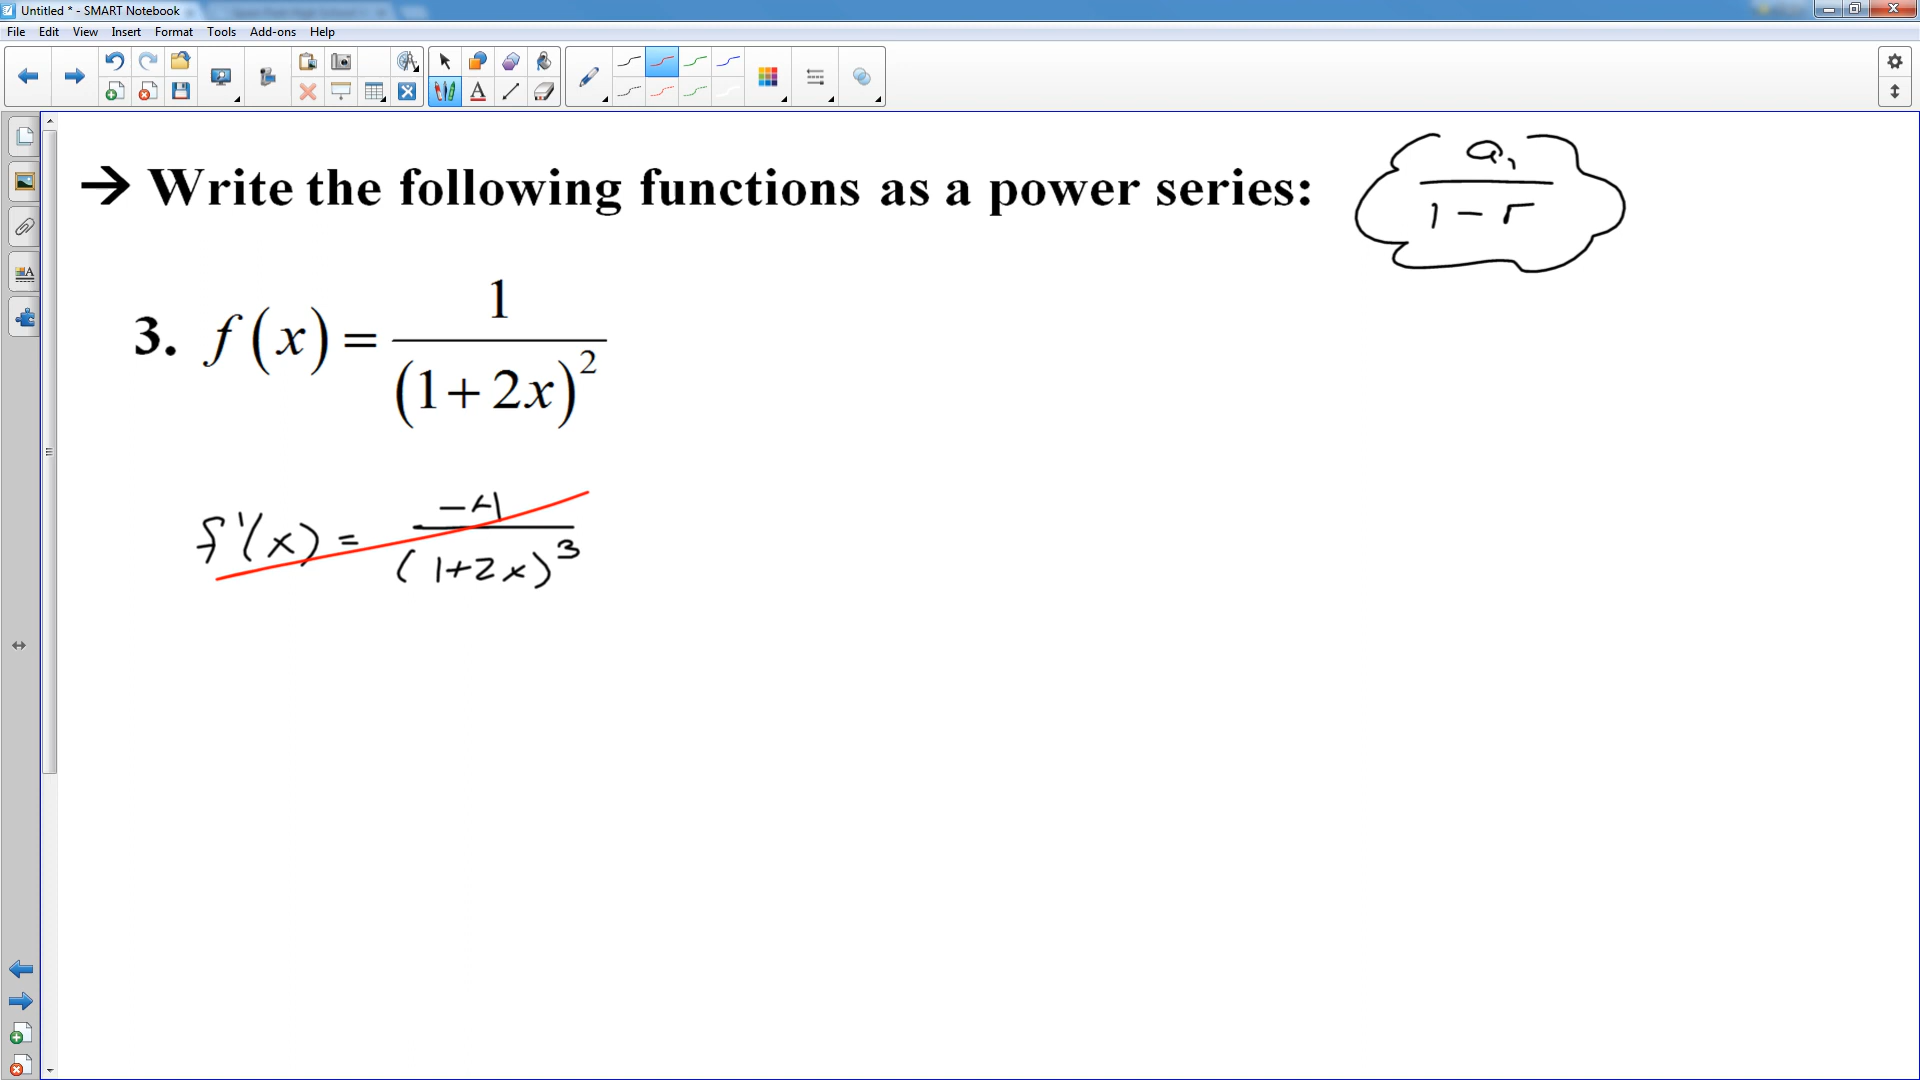 Untitled * - SMART Notebook
File Edit View Insert Format Tools Add-ons Help
→ Write the following functions as a power series:
a₁
1 - r
3. f(x) = 1
(1+2x)²
f'(x) = -4
(1+2x)³